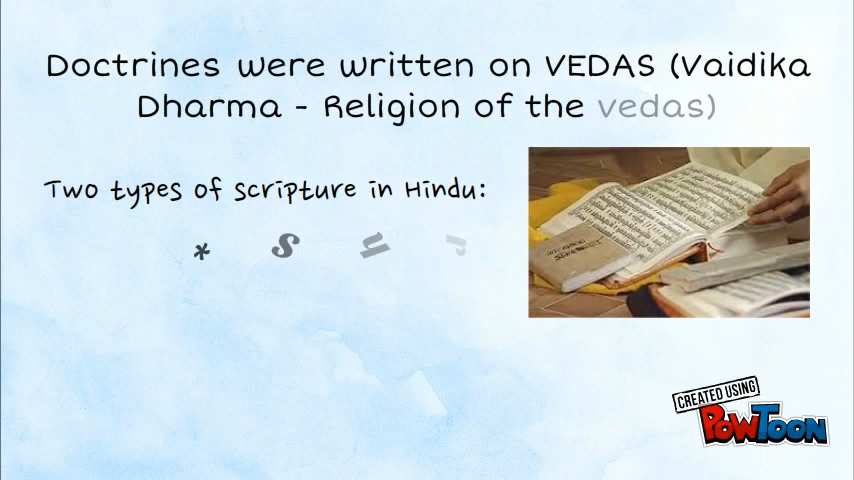 Doctrines were written on VEDAS (Vaidika
Dharma - Religion of the vedas)
Two types of scripture in Hindu:
* S
CREATED USING
POWTOON